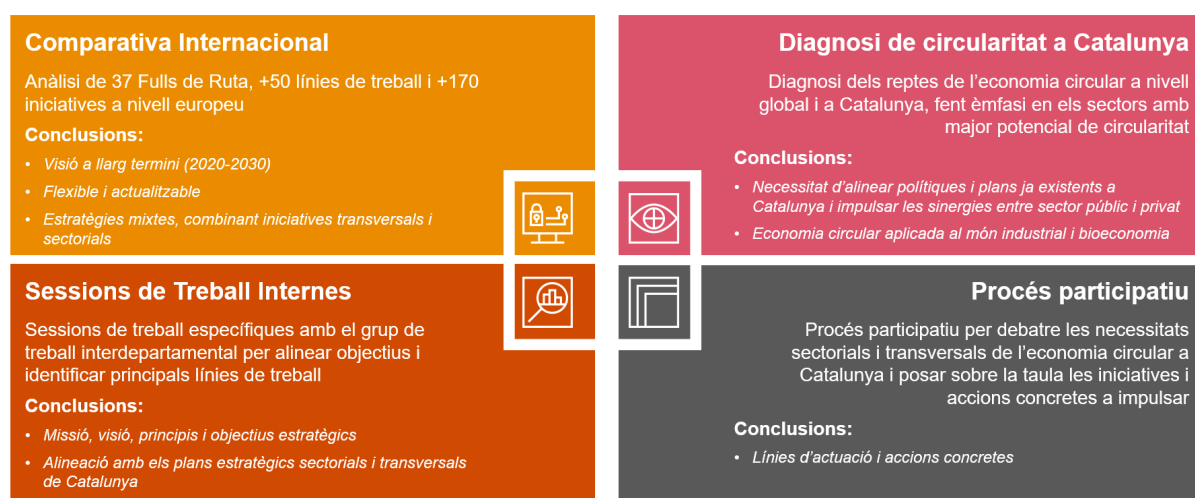 Comparativa Internacional
Anàlisi de 37 Fulls de Ruta, +50 línies de treball i +170
iniciatives a nivell europeu
Conclusions:
• Visió a llarg termini (2020-2030)
• Flexible i actualitzable
• Estratègies mixtes, combinant iniciatives transversals i
sectorials
Diagnosi de circularitat a Catalunya
Diagnosi dels reptes de l’economia circular a nivell
global i a Catalunya, fent èmfasi en els sectors amb
major potencial de circularitat
Conclusions:
• Necessitat d’alinear polítiques i plans ja existents a
Catalunya i impulsar les sinergies entre sector públic i privat
• Economia circular aplicada al món industrial i bioeconomia
Sessions de Treball Internes
Sessions de treball específiques amb el grup de
treball interdepartamental per alinear objectius i
identificar principals línies de treball
Conclusions:
• Missió, visió, principis i objectius estratègics
• Alineació amb els plans estratègics sectorials i transversals
de Catalunya
Procés participatiu
Procés participatiu per debatre les necessitats
sectorials i transversals de l’economia circular a
Catalunya i posar sobre la taula les iniciatives i
accions concretes a impulsar
Conclusions:
• Línies d’actuació i accions concretes